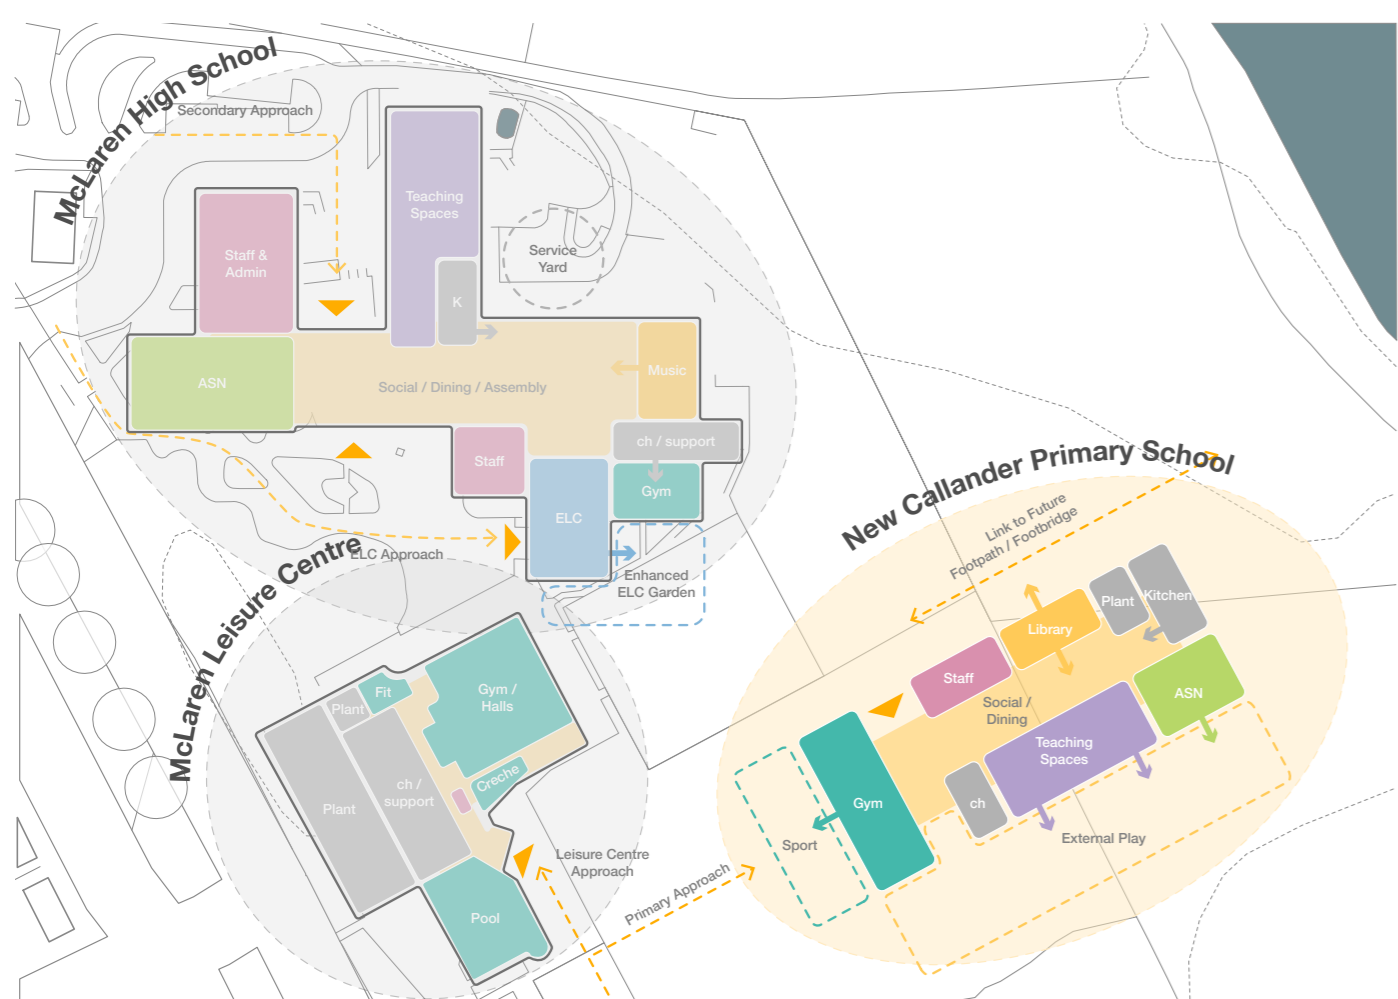 McLaren High School
Secondary Approach
Teaching
Spaces
Staff &
Admin
Service
Yard
K
ASN
Social / Dining / Assembly
Music
ch / support
Staff
Gym
ELC
ELC Approach
Enhanced
ELC Garden
McLaren Leisure Centre
Fit
Plant
Gym /
Halls
Creche
ch /
support
Plant
Pool
Leisure Centre
Approach
Primary Approach
New Callander Primary School
Link to Future
Footpath / Footbridge
Plant
Kitchen
Library
Staff
ASN
Social /
Dining
Teaching
Spaces
Gym
ch
Sport
External Play